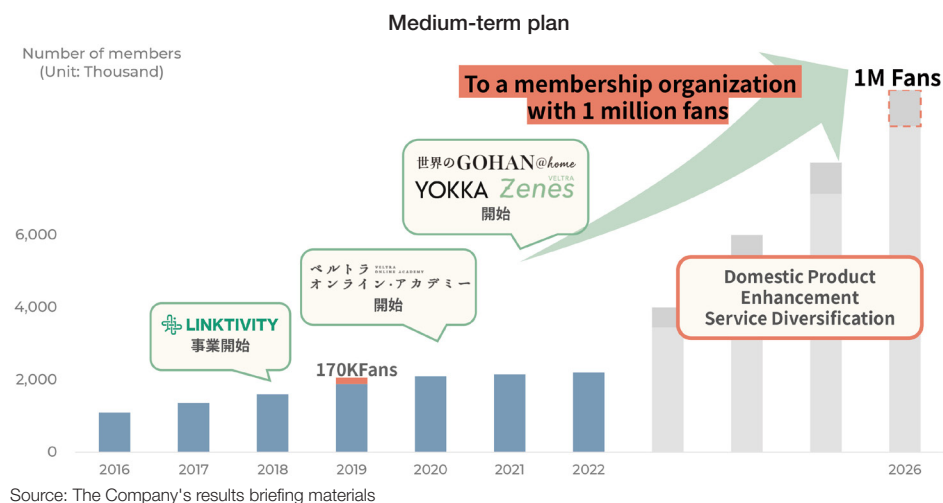 Medium-term plan
Number of members
(Unit: Thousand)
To a membership organization
with 1 million fans
1M Fans
世界のGOHAN@home
YOKKA VELTRA Zenes
開始
ベルトラ VELTRA ONLINE ACADEMY
オンライン・アカデミー
開始
LINKTIVITY
事業開始
170KFans
Domestic Product
Enhancement
Service Diversification
6,000
4,000
2,000
0
2016 2017 2018 2019 2020 2021 2022 2026
Source: The Company's results briefing materials